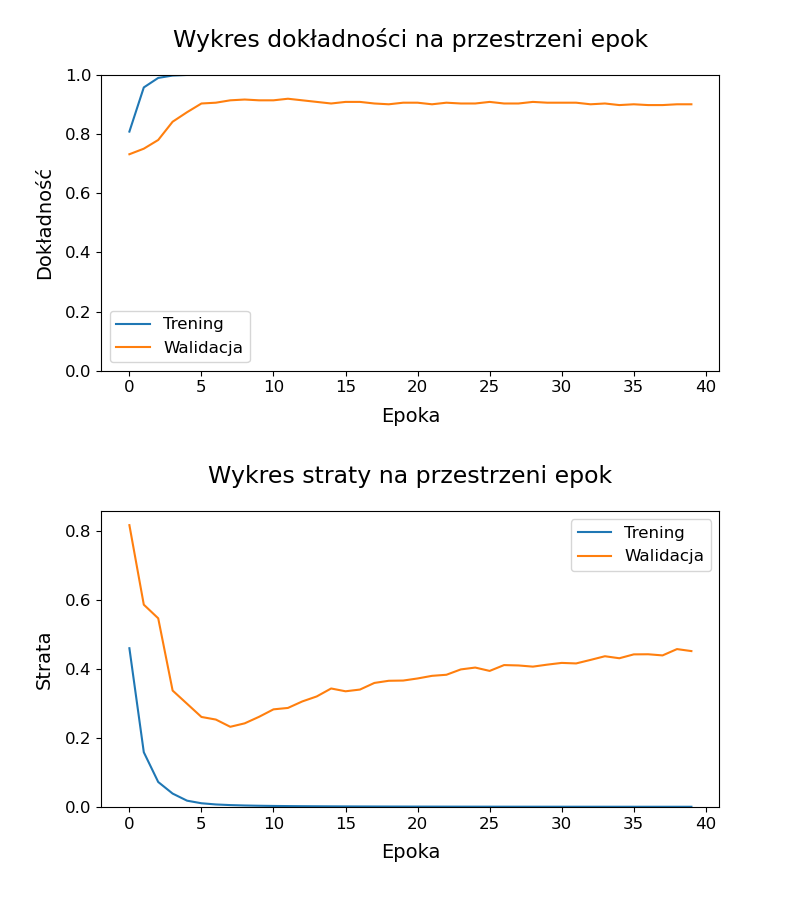 Wykres dokładności na przestrzeni epok
1.0
0.8
0.6
0.4
0.2
0.0
Dokładność
Trening
Walidacja
0 5 10 15 20 25 30 35 40
Epoka
Wykres straty na przestrzeni epok
0.8
0.6
0.4
0.2
0.0
Strata
Trening
Walidacja
0 5 10 15 20 25 30 35 40
Epoka